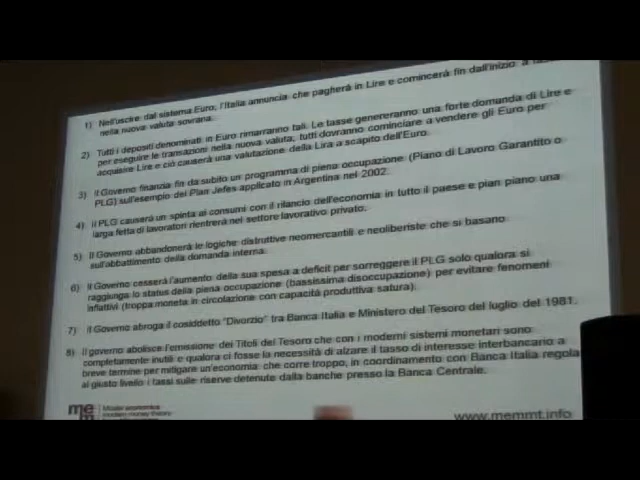 1) Nell'uscire dal sistema Euro, l'Italia annuncia che pagherà in Lire e comincerà fin dall'inizio a
nella nuova valuta sovrana.
2) Tutti i depositi denominati in Euro rimarranno tali. Le tasse genereranno una forte domanda di Lire e
per eseguire le transazioni nella nuova valuta, tutti dovranno cominciare a vendere gli Euro per
acquisire Lire e ciò causerà una valutazione della Lira a scapito dell'Euro.
3) Il Governo finanzia fin da subito un programma di piena occupazione (Piano di Lavoro Garantito o
PLG) sull'esempio del Plan Jefes applicato in Argentina nel 2002.
4) Il PLG causerà un spinta ai consumi con il rilancio dell'economia in tutto il paese e pian piano una
larga fetta di lavoratori rientrerà nel settore lavorativo privato.
5) Il Governo abbandonerà le logiche distruttive neomercantili e neoliberiste che si basano
sull'abbattimento della domanda interna.
6) Il Governo cesserà l'aumento della sua spesa a deficit per sorreggere il PLG solo qualora si
raggiunga lo status della piena occupazione (bassissima disoccupazione) per evitare fenomeni
inflattivi (troppa moneta in circolazione con capacità produttiva satura).
7) Il Governo abroga il cosiddetto "Divorzio" tra Banca Italia e Ministero del Tesoro del luglio del 1981.
8) Il governo abolisce l'emissione dei Titoli del Tesoro che con i moderni sistemi monetari sono
completamente inutili e qualora ci fosse la necessità di alzare il tasso di interesse interbancario a
breve termine per mitigare un'economia che corre troppo, in coordinamento con Banca Italia regola
al giusto livello i tassi sulle riserve detenute dalla banche presso la Banca Centrale.
me
m
Mosler economics
modern money theory
www.memmt.info